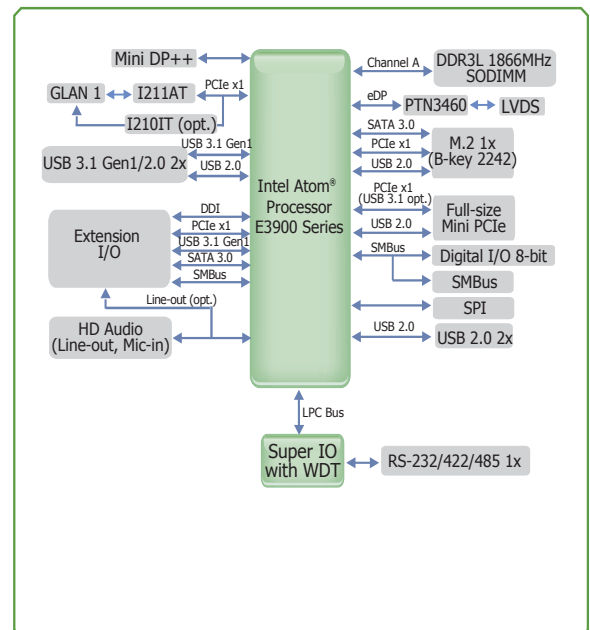 Mini DP++
GLAN 1
I211AT
PCIe x1
I210IT (opt.)
USB 3.1 Gen1/2.0 2x
USB 3.1 Gen1
USB 2.0
Extension
I/O
DDI
PCIe x1
USB 3.1 Gen1
SATA 3.0
SMBus
Line-out (opt.)
HD Audio
(Line-out, Mic-in)
Intel Atom®
Processor
E3900 Series
Channel A
DDR3L 1866MHz
SODIMM
eDP
PTN3460
LVDS
SATA 3.0
PCIe x1
USB 2.0
M.2 1x
(B-key 2242)
PCIe x1
(USB 3.1 opt.)
USB 2.0
Full-size
Mini PCIe
SMBus
Digital I/O 8-bit
SMBus
SPI
USB 2.0
USB 2.0 2x
LPC Bus
Super IO
with WDT
RS-232/422/485 1x